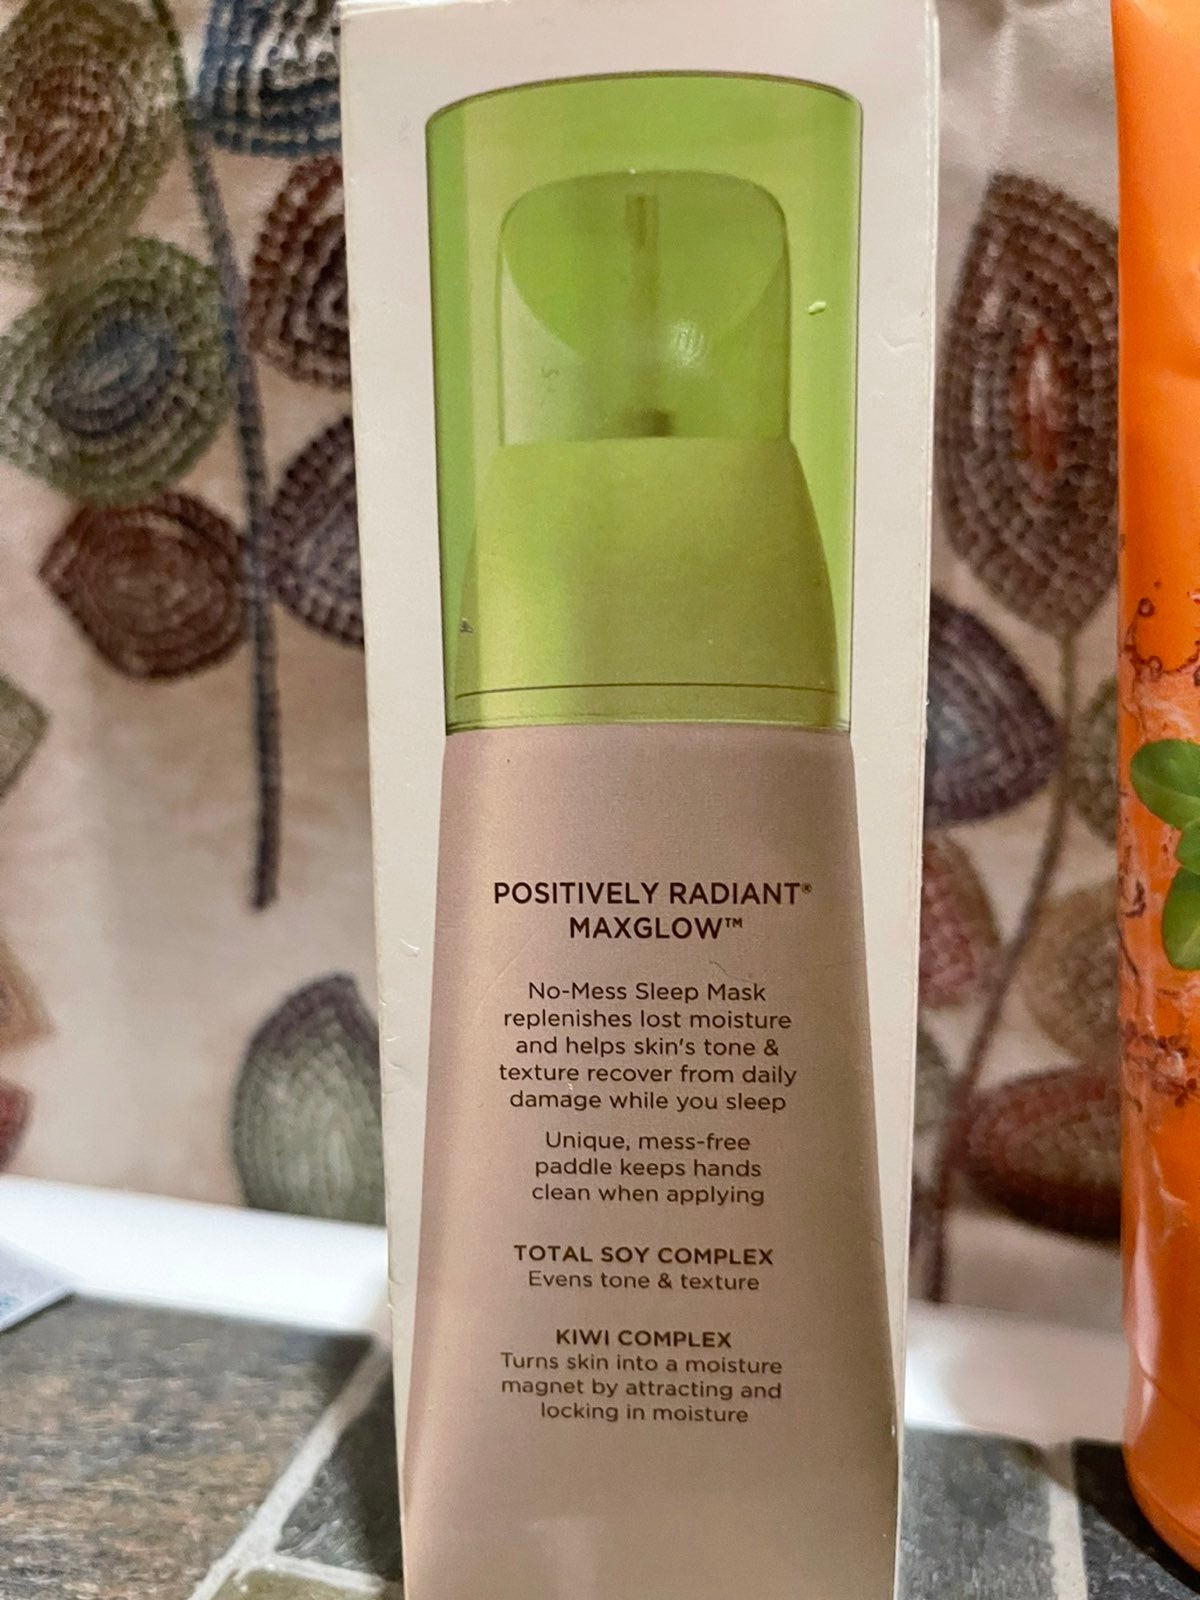 POSITIVELY RADIANT®
MAXGLOW™
No-Mess Sleep Mask
replenishes lost moisture
and helps skin's tone &
texture recover from daily
damage while you sleep
Unique, mess-free
paddle keeps hands
clean when applying
TOTAL SOY COMPLEX
Evens tone & texture
KIWI COMPLEX
Turns skin into a moisture
magnet by attracting and
locking in moisture